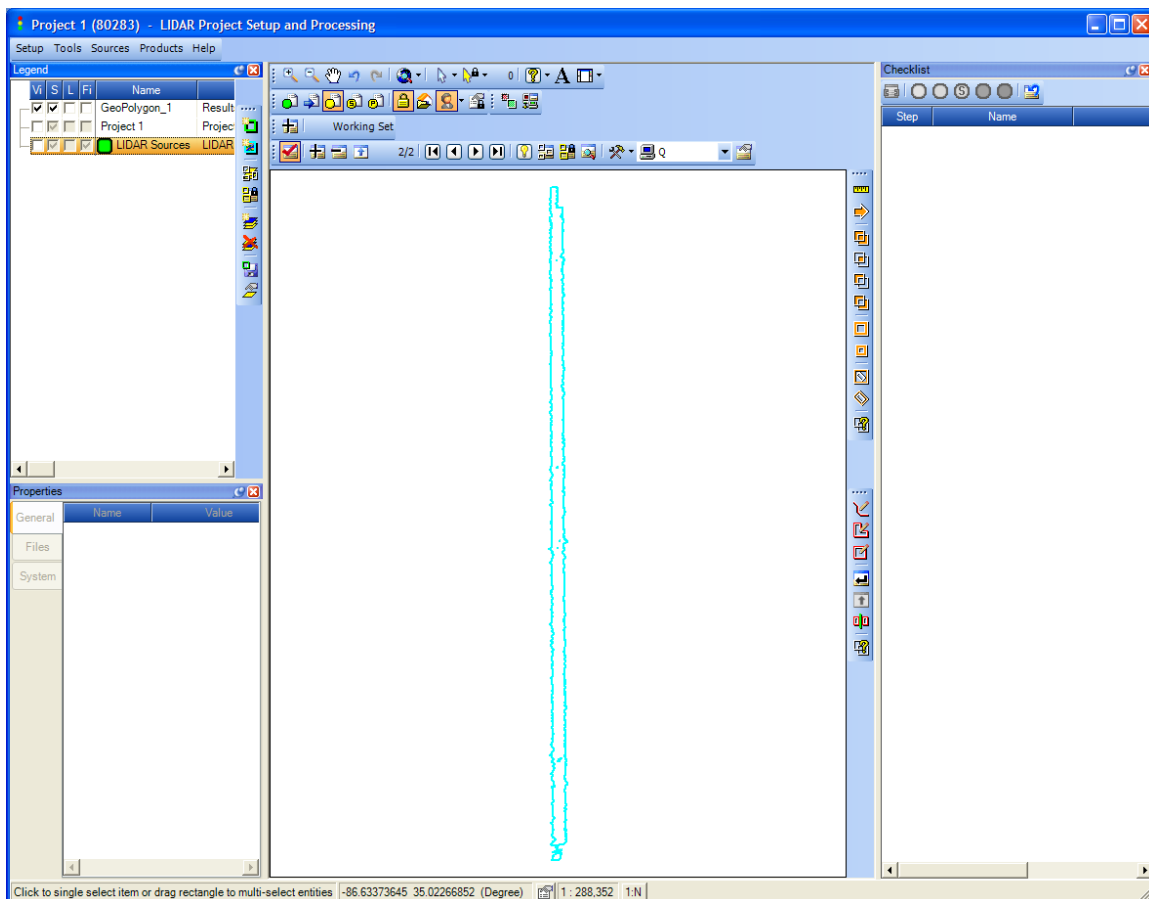 Project 1 (80283) - LIDAR Project Setup and Processing
Setup Tools Sources Products Help
Legend
Vi S L Fi Name
GeoPolygon_1 Result
Project 1 Projec
LIDAR Sources LIDAR
0 A
S P
Working Set
2/2 Q
Checklist
S
Step Name
Properties
General Name Value
Files
System
Click to single select item or drag rectangle to multi-select entities -86.63373645 35.02266852 (Degree) 1 : 288,352 1:N